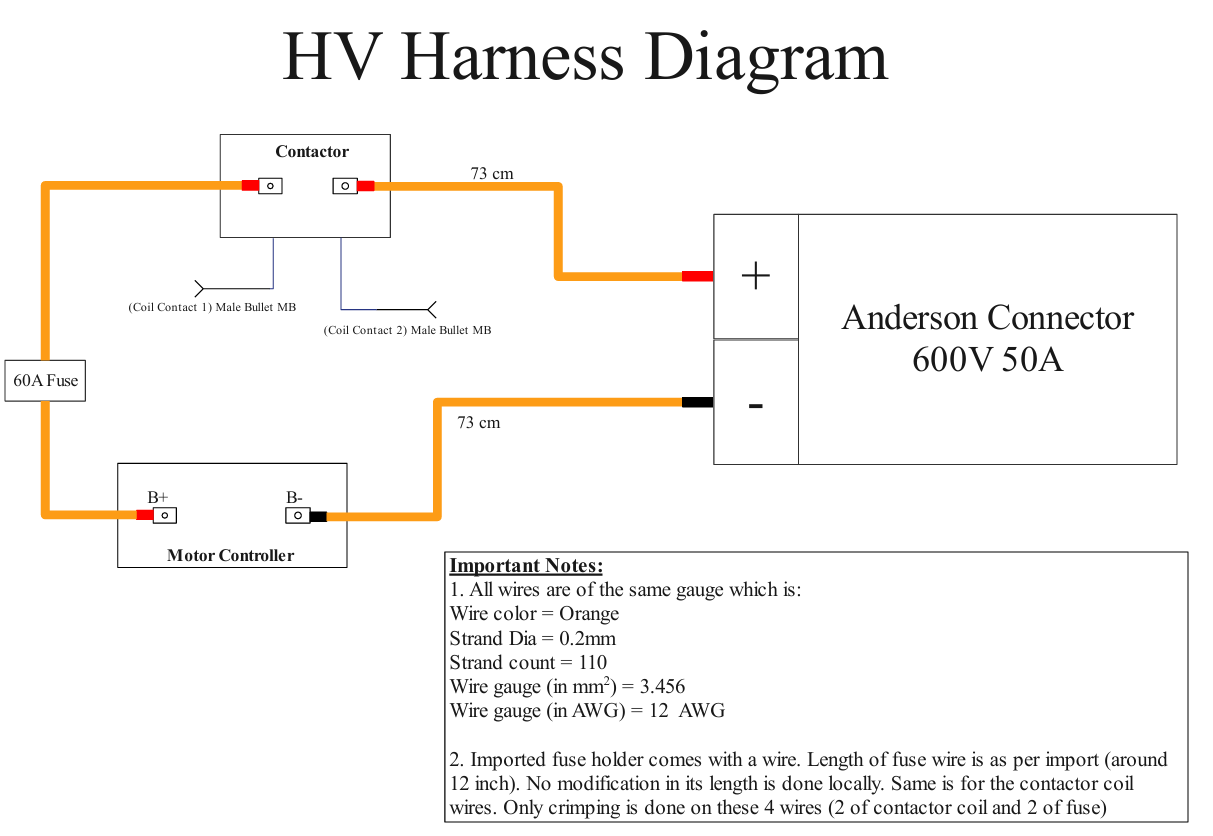 HV Harness Diagram
Contactor
73 cm
(Coil Contact 1) Male Bullet MB
(Coil Contact 2) Male Bullet MB
+
Anderson Connector
600V 50A
-
60A Fuse
73 cm
B+
B-
Motor Controller
Important Notes:
1. All wires are of the same gauge which is:
Wire color = Orange
Strand Dia = 0.2mm
Strand count = 110
Wire gauge (in mm²) = 3.456
Wire gauge (in AWG) = 12 AWG
2. Imported fuse holder comes with a wire. Length of fuse wire is as per import (around
12 inch). No modification in its length is done locally. Same is for the contactor coil
wires. Only crimping is done on these 4 wires (2 of contactor coil and 2 of fuse)